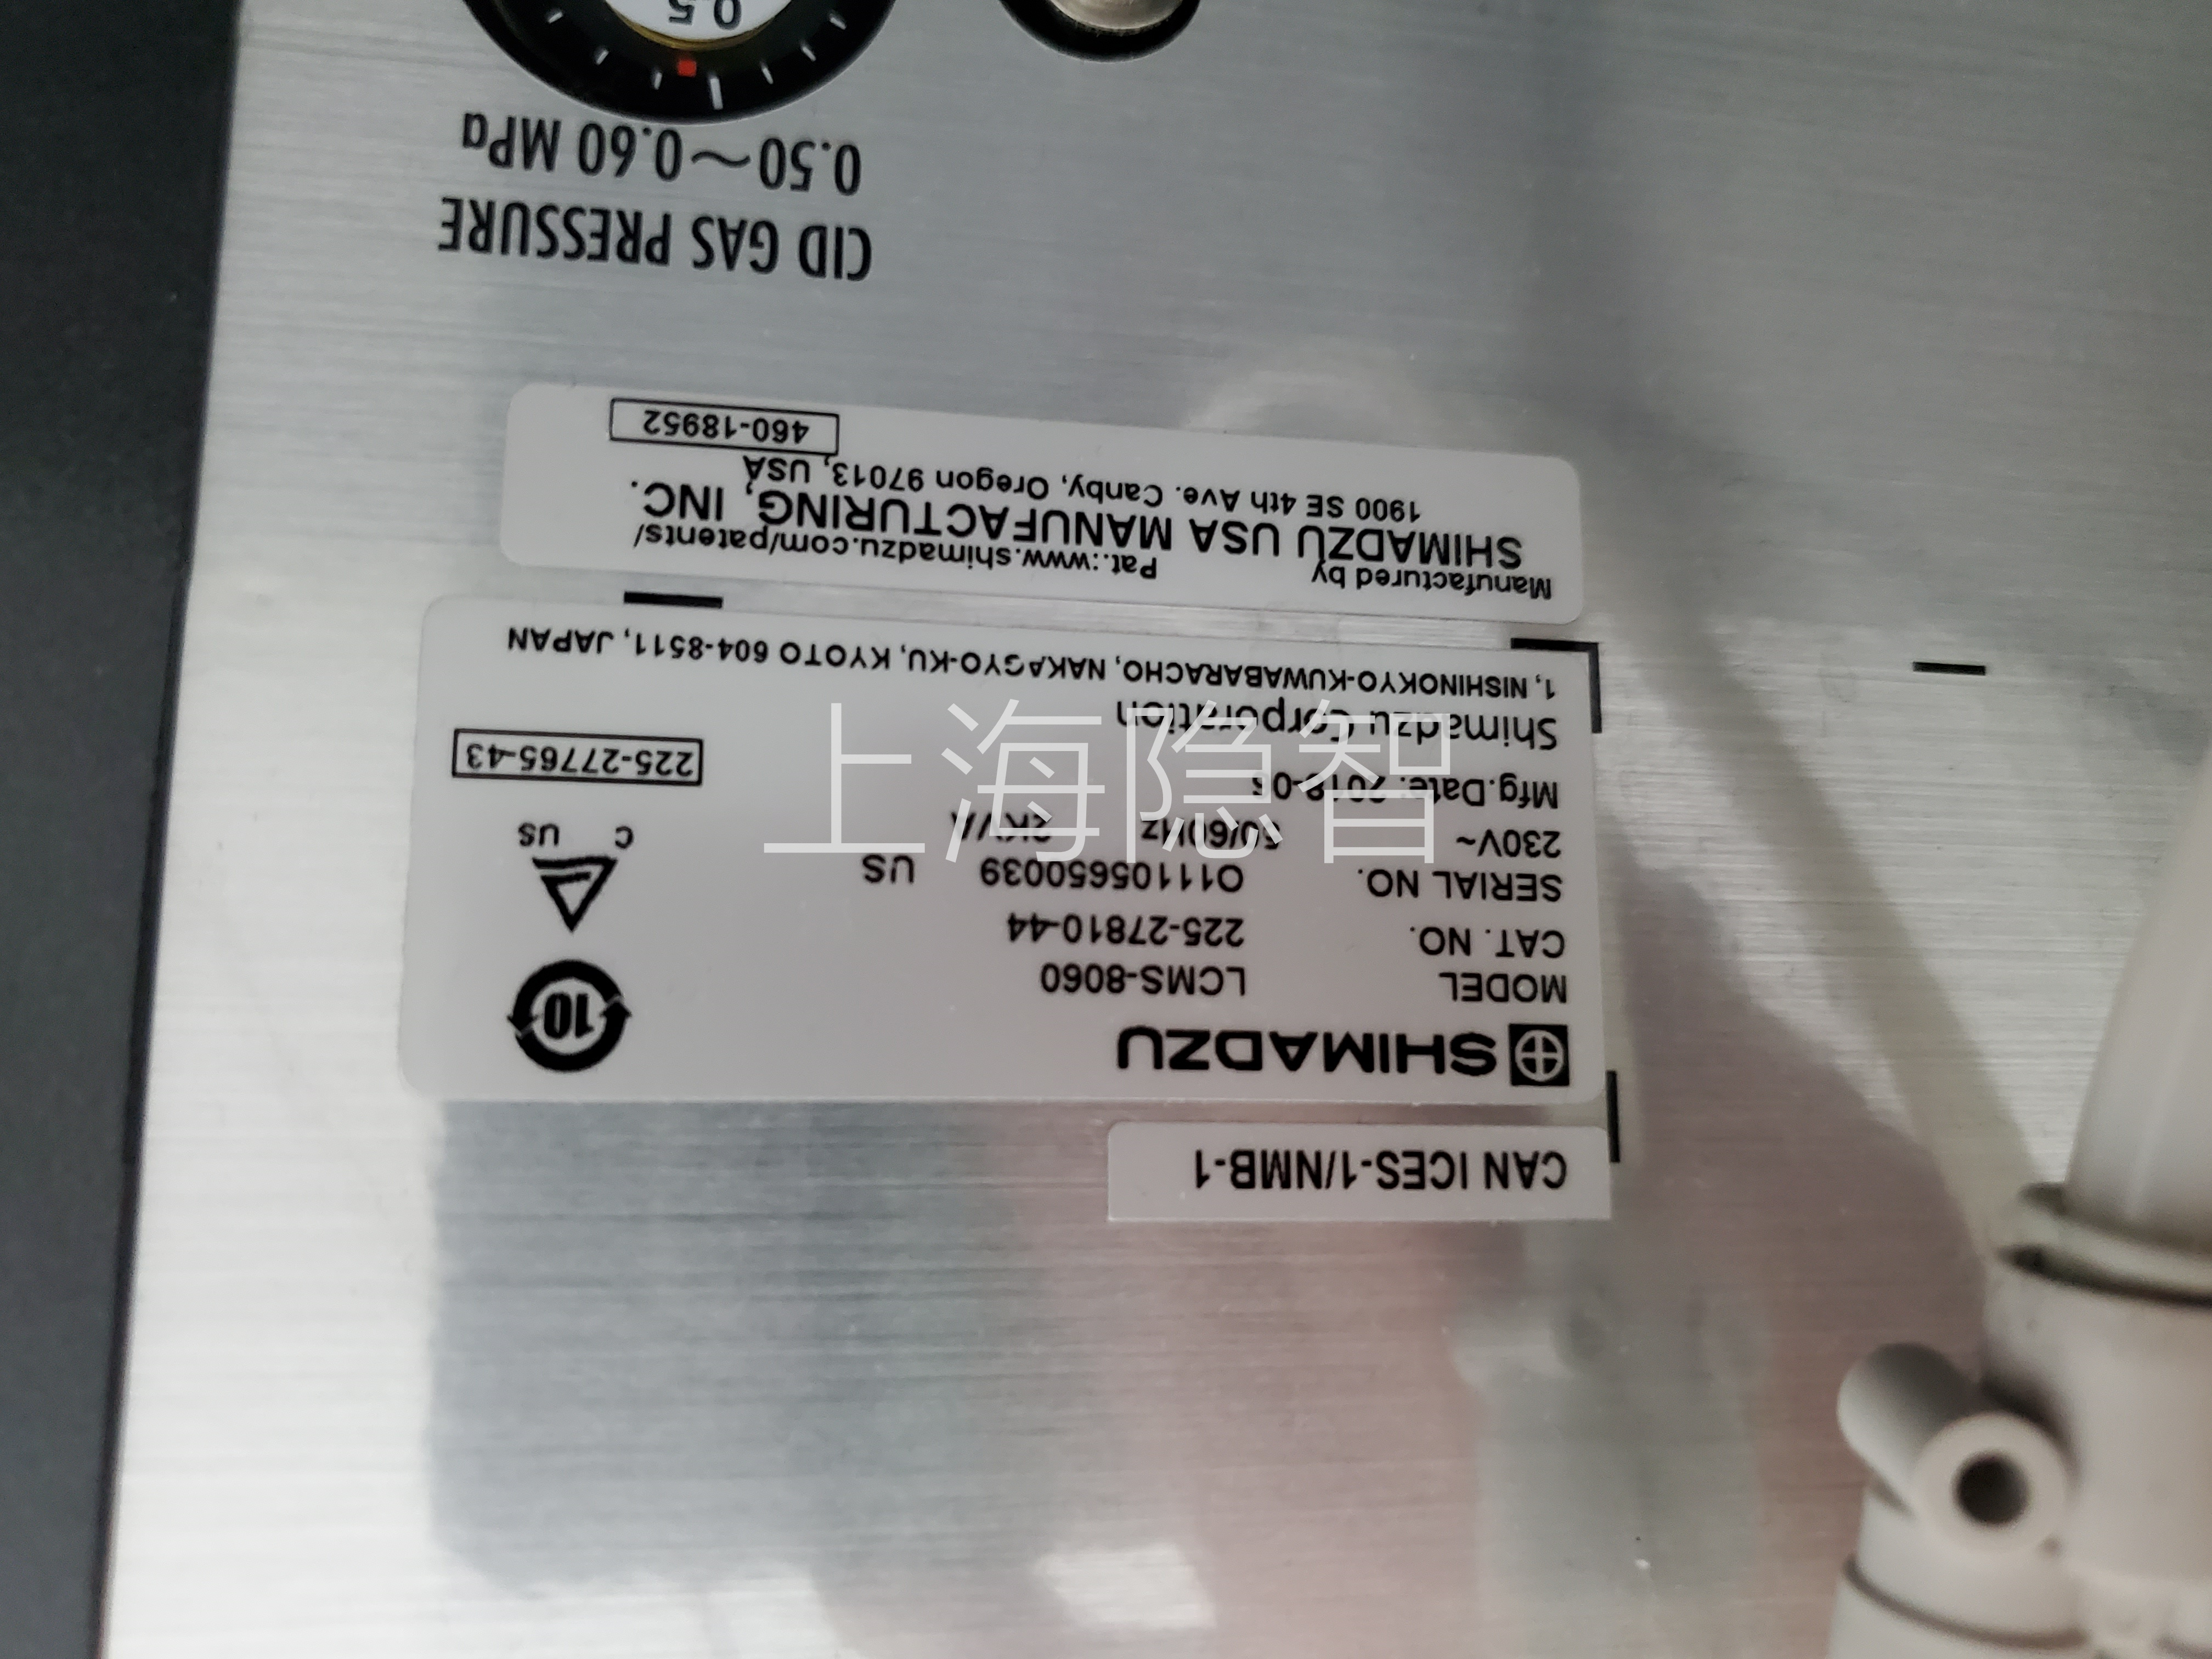 CAN ICES-1/NMB-1
SHIMADZU
MODEL LCMS-8060
CAT. NO. 225-27810-44
SERIAL NO. O11105650039 US
230V~ 50/60Hz 2KVA
Mfg.Date:
Shimadzu Corporation
1, NISHINOKYO-KUWABARACHO, NAKAGYO-KU, KYOTO 604-8511, JAPAN
10
C US
225-27765-43
Manufactured by Pat.:www.shimadzu.com/patents/
SHIMADZU USA MANUFACTURING, INC.
1900 SE 4th Ave. Canby, Oregon 97013, USA
460-18952
CID GAS PRESSURE
0.50～0.60 MPa
0.5
上海隐智